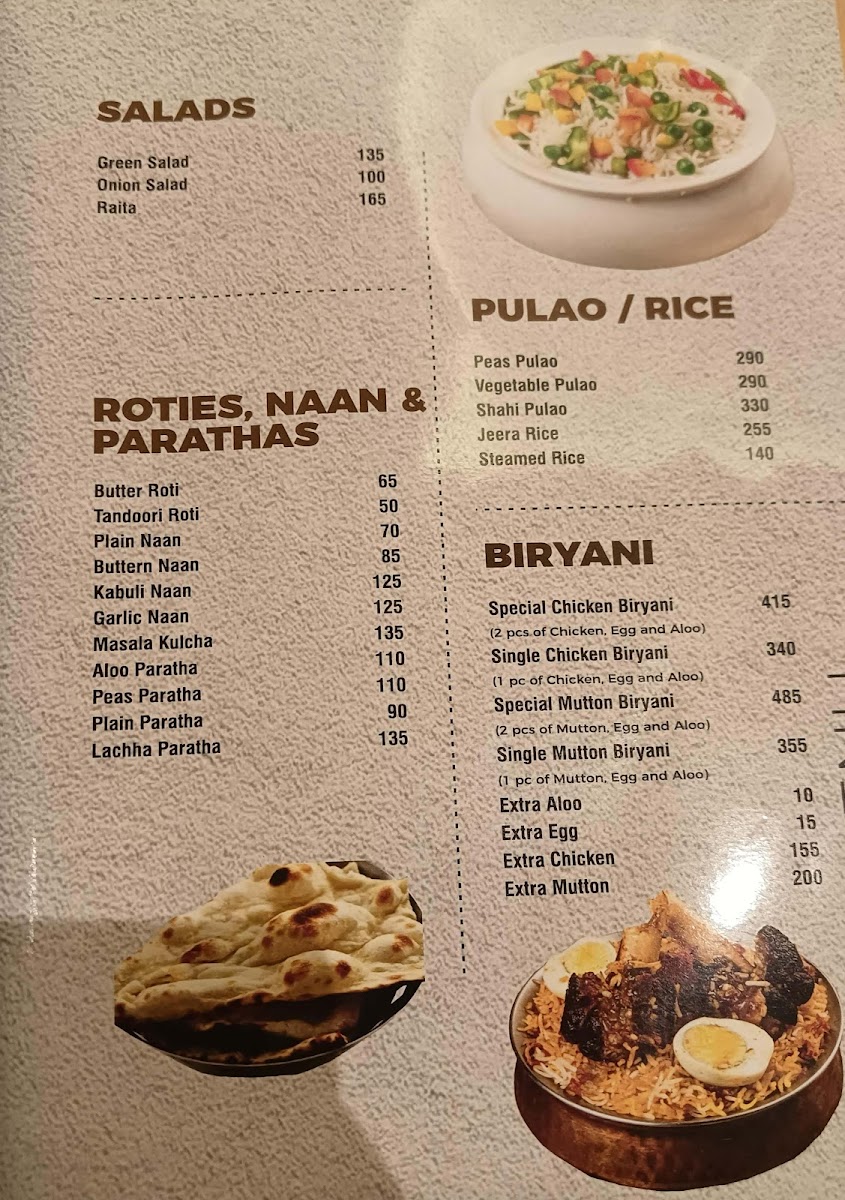 SALADS
Green Salad 135
Onion Salad 100
Raita 165
ROTIES, NAAN &
PARATHAS
Butter Roti 65
Tandoori Roti 50
Plain Naan 70
Buttern Naan 85
Kabuli Naan 125
Garlic Naan 125
Masala Kulcha 135
Aloo Paratha 110
Peas Paratha 110
Plain Paratha 90
Lachha Paratha 135
PULAO / RICE
Peas Pulao 290
Vegetable Pulao 290
Shahi Pulao 330
Jeera Rice 255
Steamed Rice 140
BIRYANI
Special Chicken Biryani 415
(2 pcs of Chicken, Egg and Aloo)
Single Chicken Biryani 340
(1 pc of Chicken, Egg and Aloo)
Special Mutton Biryani 485
(2 pcs of Mutton, Egg and Aloo)
Single Mutton Biryani 355
(1 pc of Mutton, Egg and Aloo)
Extra Aloo 10
Extra Egg 15
Extra Chicken 155
Extra Mutton 200